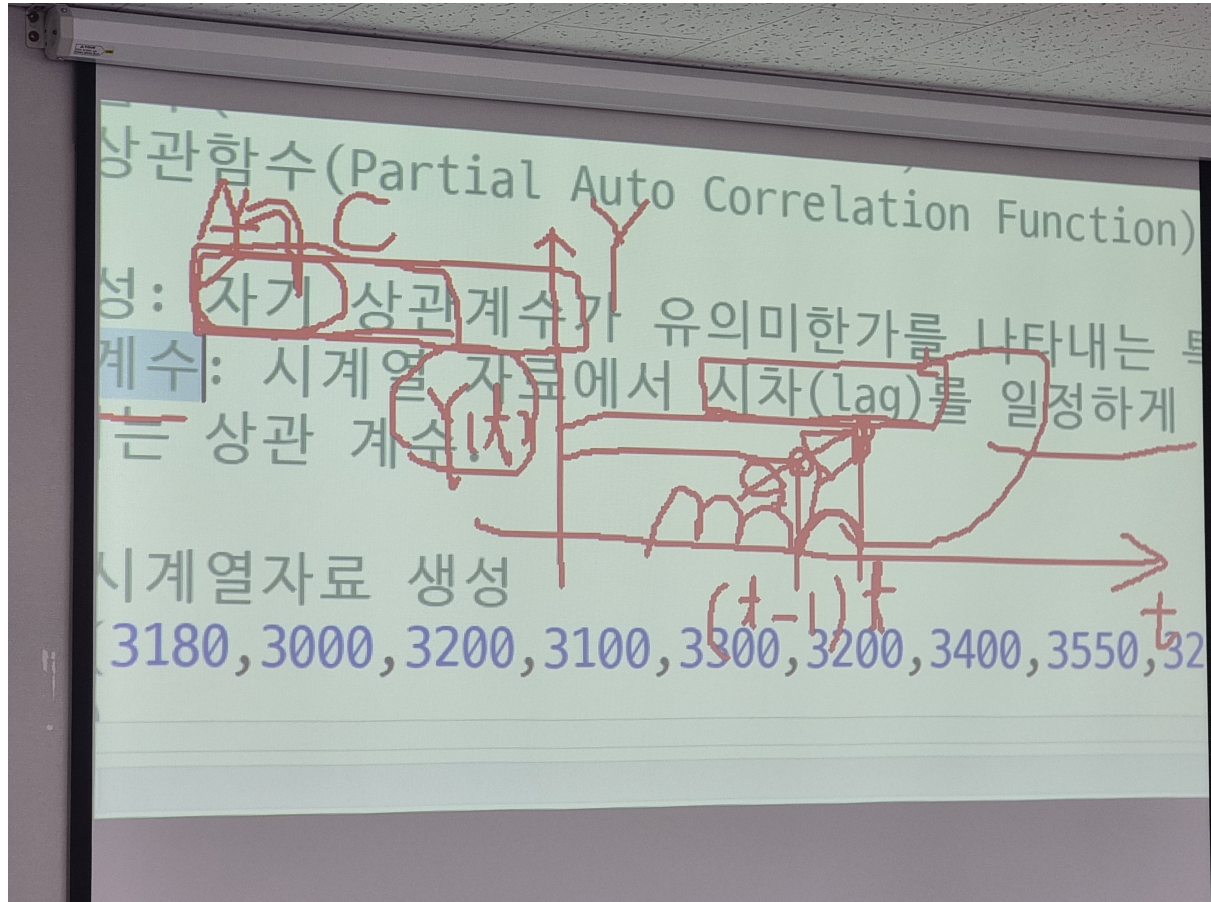 상관함수(Partial Auto Correlation Function)
A C Y
성: 자기 상관계수가 유의미한가를 나타내는
계수: 시계열 자료에서 시차(lag)를 일정하게
는 상관 계수.
Y(t)
시계열자료 생성
(t-1) t t
(3180,3000,3200,3100,3300,3200,3400,3550,32